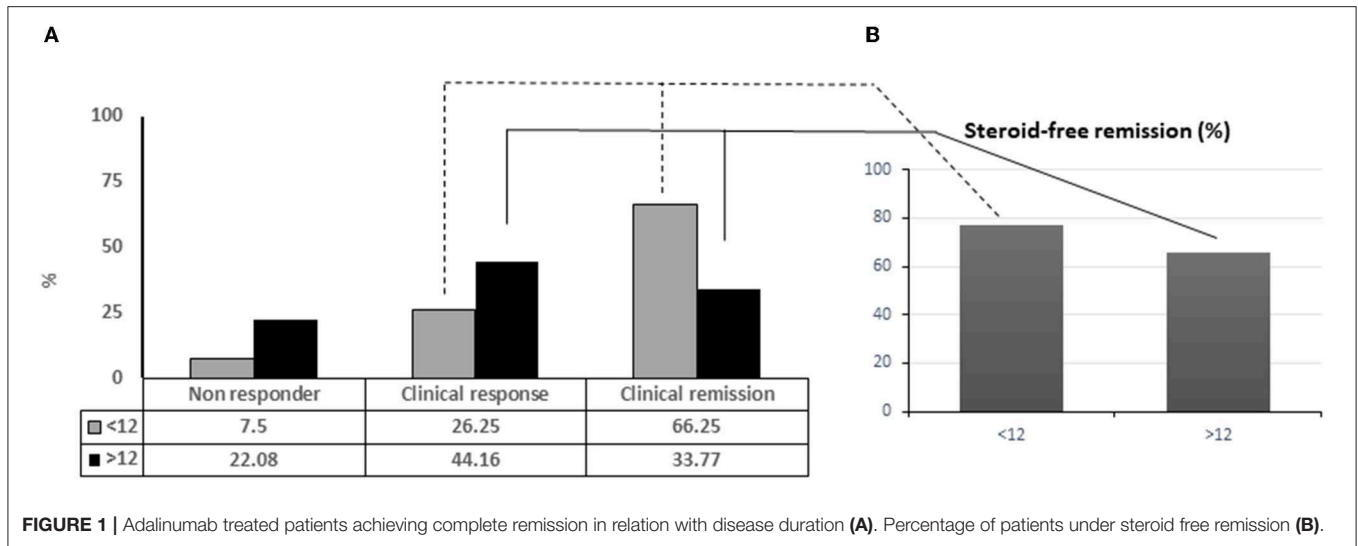 A
B
Steroid-free remission (%)
100
75
50
25
0
%
100
80
60
40
20
0
<12
>12
Non responder Clinical response Clinical remission
<12 7.5 26.25 66.25
>12 22.08 44.16 33.77
FIGURE 1 | Adalinumab treated patients achieving complete remission in relation with disease duration (A). Percentage of patients under steroid free remission (B).